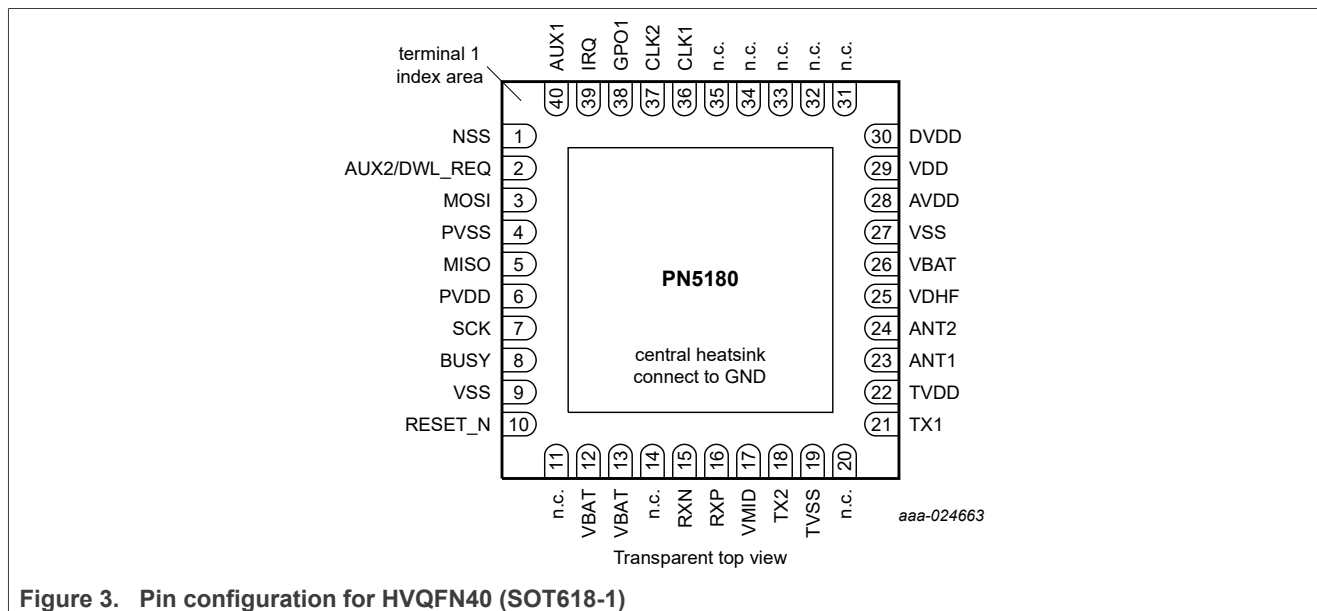 terminal 1
index area
AUX1
IRQ
GPO1
CLK2
CLK1
n.c.
n.c.
n.c.
n.c.
n.c.
40
39
38
37
36
35
34
33
32
31
NSS 1
AUX2/DWL_REQ 2
MOSI 3
PVSS 4
MISO 5
PVDD 6
SCK 7
BUSY 8
VSS 9
RESET_N 10
PN5180
central heatsink
connect to GND
30 DVDD
29 VDD
28 AVDD
27 VSS
26 VBAT
25 VDHF
24 ANT2
23 ANT1
22 TVDD
21 TX1
11
12
13
14
15
16
17
18
19
20
n.c.
VBAT
VBAT
n.c.
RXN
RXP
VMID
TX2
TVSS
n.c.
aaa-024663
Transparent top view
Figure 3. Pin configuration for HVQFN40 (SOT618-1)